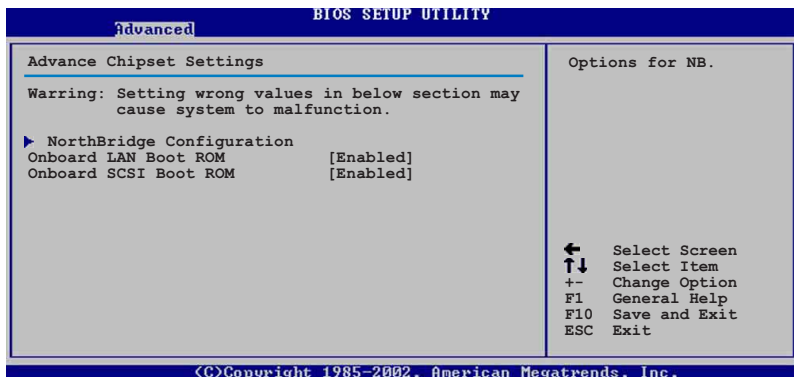 BIOS SETUP UTILITY
Advanced
Advance Chipset Settings
Warring: Setting wrong values in below section may
cause system to malfunction.
NorthBridge Configuration
Onboard LAN Boot ROM [Enabled]
Onboard SCSI Boot ROM [Enabled]
Options for NB.
← Select Screen
↑↓ Select Item
+- Change Option
F1 General Help
F10 Save and Exit
ESC Exit
(C)Copyright 1985-2002, American Megatrends, Inc.